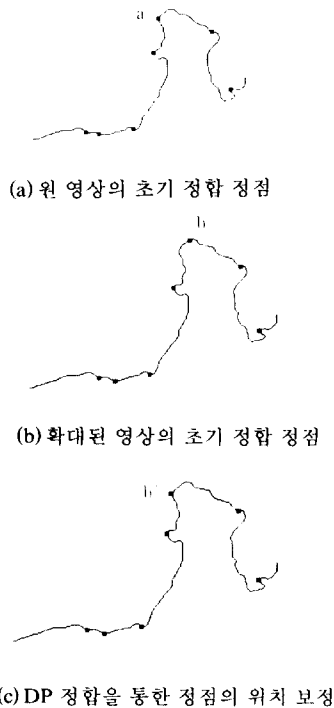 a
(a) 원 영상의 초기 정합 정점
b
(b) 확대된 영상의 초기 정합 정점
b'
(c) DP 정합을 통한 정점의 위치 보정